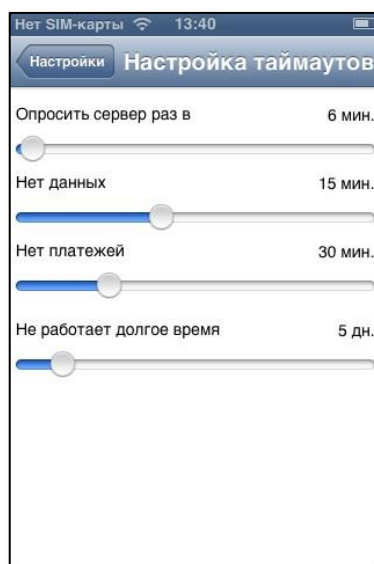 Нет SIM-карты 13:40
Настройки Настройка таймаутов
Опросить сервер раз в 6 мин.
Нет данных 15 мин.
Нет платежей 30 мин.
Не работает долгое время 5 дн.